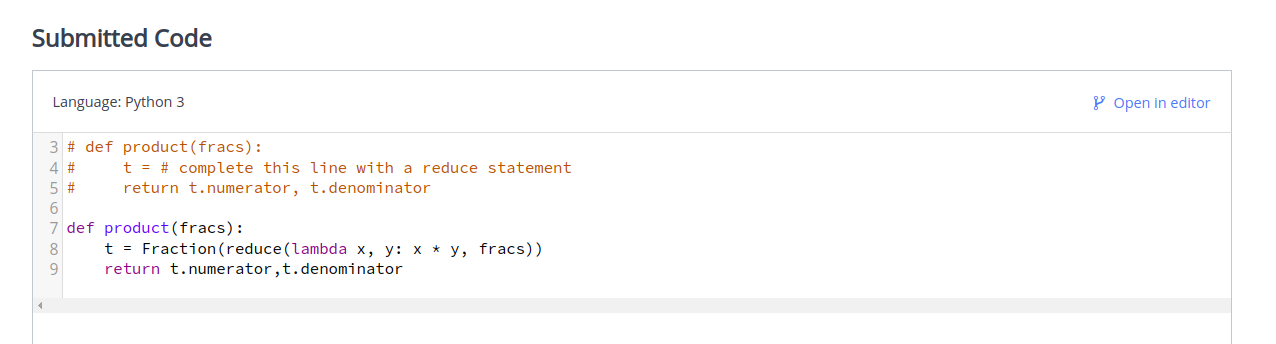 Submitted Code
Language: Python 3
Open in editor
3 # def product(fracs):
4 #     t = # complete this line with a reduce statement
5 #     return t.numerator, t.denominator
6
7 def product(fracs):
8     t = Fraction(reduce(lambda x, y: x * y, fracs))
9     return t.numerator,t.denominator